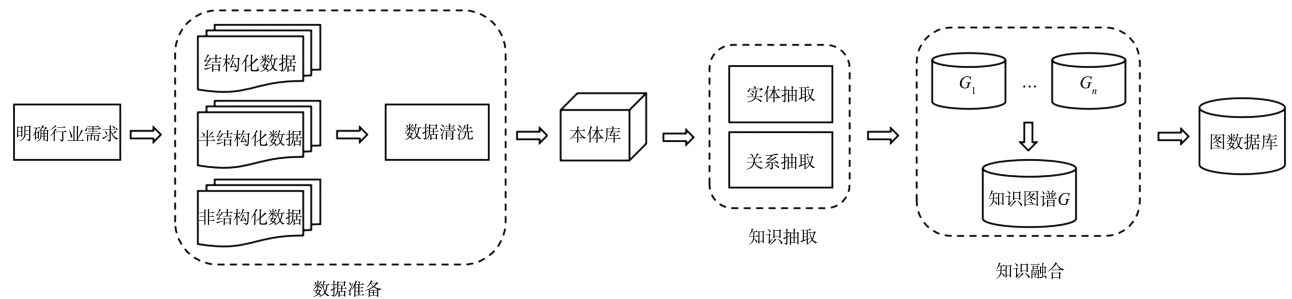 明确行业需求
结构化数据
半结构化数据
非结构化数据
数据清洗
数据准备
本体库
实体抽取
关系抽取
知识抽取
G1 … Gn
知识图谱G
知识融合
图数据库